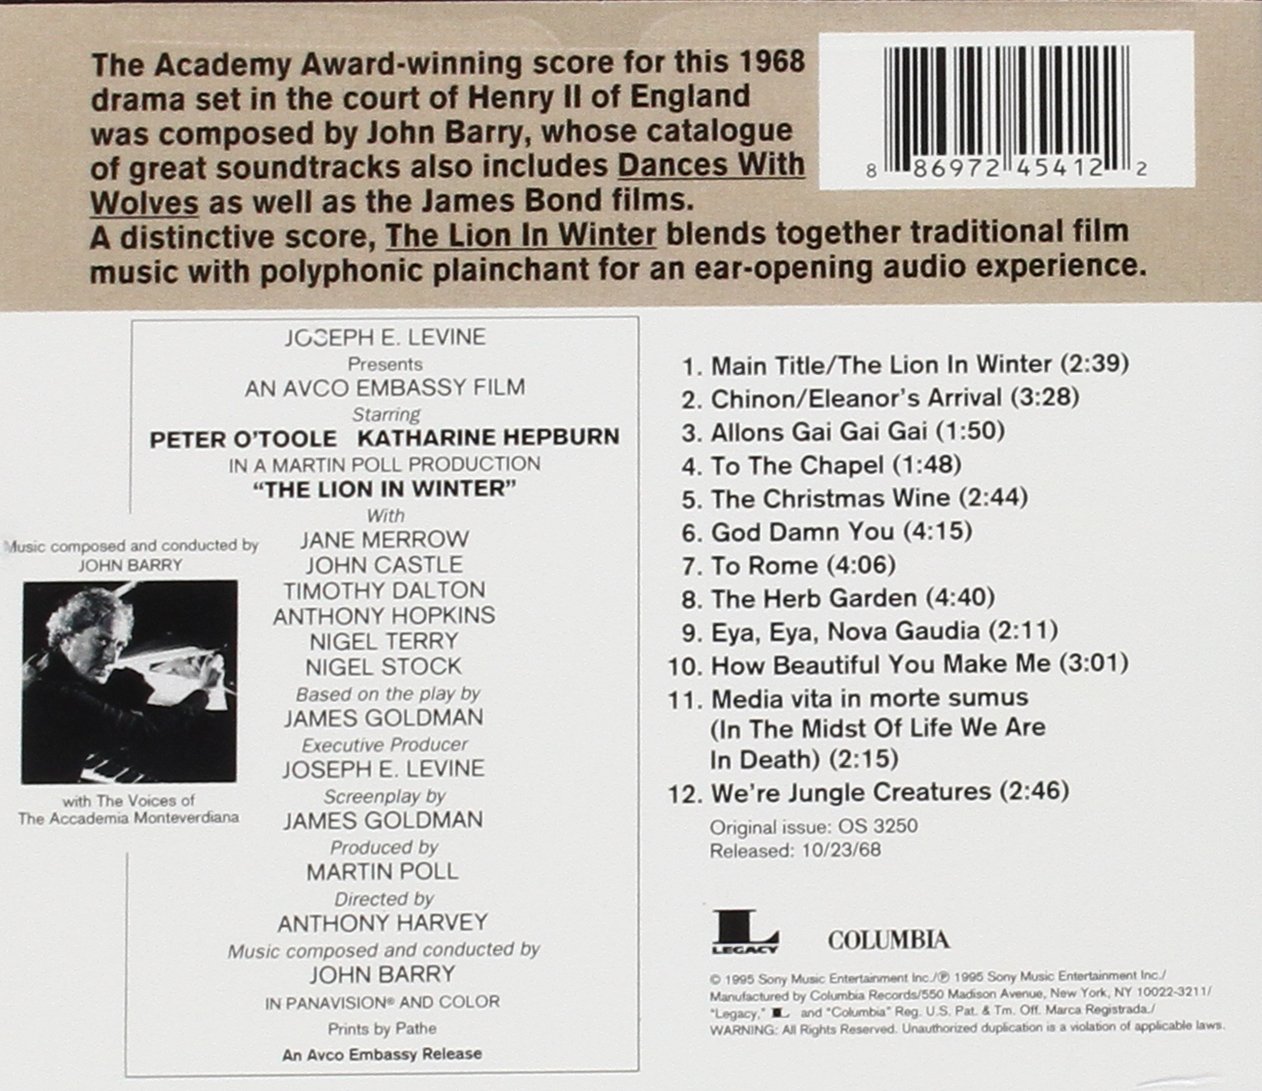 The Academy Award-winning score for this 1968
drama set in the court of Henry II of England
was composed by John Barry, whose catalogue
of great soundtracks also includes Dances With
Wolves as well as the James Bond films.
A distinctive score, The Lion In Winter blends together traditional film
music with polyphonic plainchant for an ear-opening audio experience.
8 86972 45412 2
JOSEPH E. LEVINE
Presents
AN AVCO EMBASSY FILM
Starring
PETER O'TOOLE KATHARINE HEPBURN
IN A MARTIN POLL PRODUCTION
"THE LION IN WINTER"
With
JANE MERROW
JOHN CASTLE
TIMOTHY DALTON
ANTHONY HOPKINS
NIGEL TERRY
NIGEL STOCK
Based on the play by
JAMES GOLDMAN
Executive Producer
JOSEPH E. LEVINE
Screenplay by
JAMES GOLDMAN
Produced by
MARTIN POLL
Directed by
ANTHONY HARVEY
Music composed and conducted by
JOHN BARRY
IN PANAVISION® AND COLOR
Prints by Pathe
An Avco Embassy Release
Music composed and conducted by
JOHN BARRY
with The Voices of
The Accademia Monteverdiana
1. Main Title/The Lion In Winter (2:39)
2. Chinon/Eleanor's Arrival (3:28)
3. Allons Gai Gai Gai (1:50)
4. To The Chapel (1:48)
5. The Christmas Wine (2:44)
6. God Damn You (4:15)
7. To Rome (4:06)
8. The Herb Garden (4:40)
9. Eya, Eya, Nova Gaudia (2:11)
10. How Beautiful You Make Me (3:01)
11. Media vita in morte sumus
(In The Midst Of Life We Are
In Death) (2:15)
12. We're Jungle Creatures (2:46)
Original issue: OS 3250
Released: 10/23/68
L
LEGACY
COLUMBIA
© 1995 Sony Music Entertainment Inc./℗ 1995 Sony Music Entertainment Inc./
Manufactured by Columbia Records/550 Madison Avenue, New York, NY 10022-3211/
"Legacy," L and "Columbia" Reg. U.S. Pat. & Tm. Off. Marca Registrada./
WARNING: All Rights Reserved. Unauthorized duplication is a violation of applicable laws.